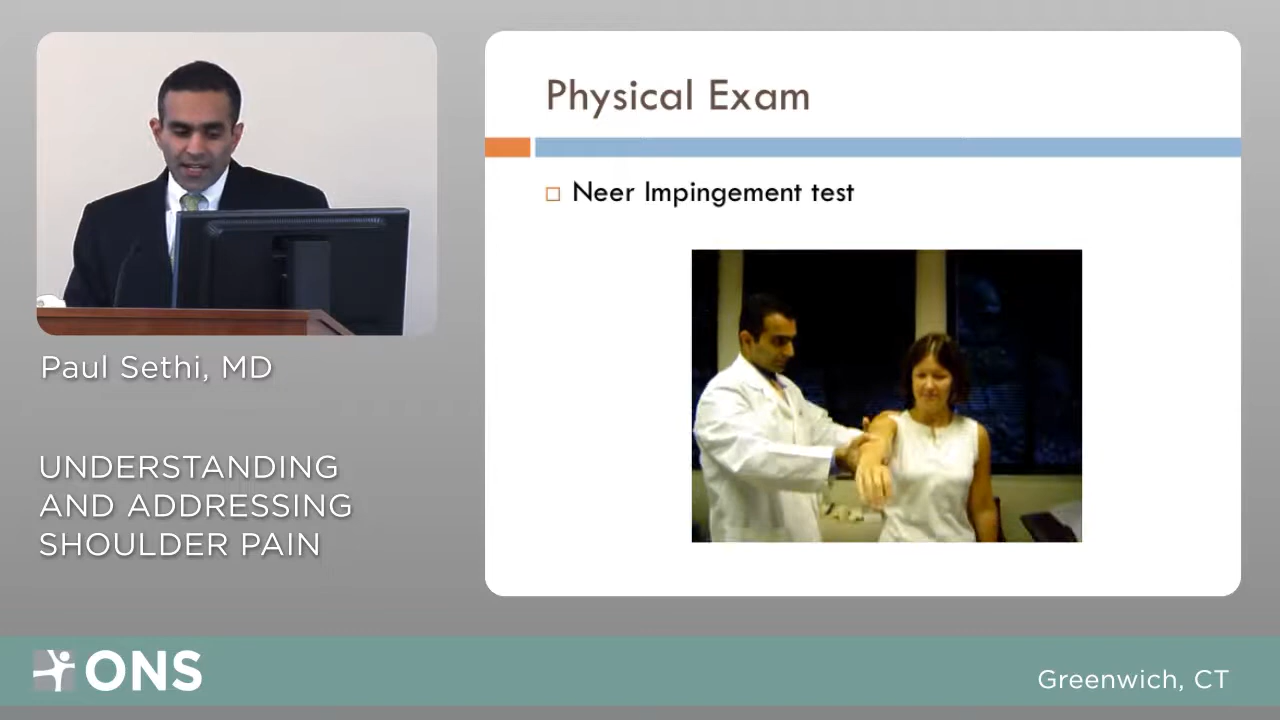 Physical Exam
Neer Impingement test
Paul Sethi, MD
UNDERSTANDING
AND ADDRESSING
SHOULDER PAIN
ONS
Greenwich, CT